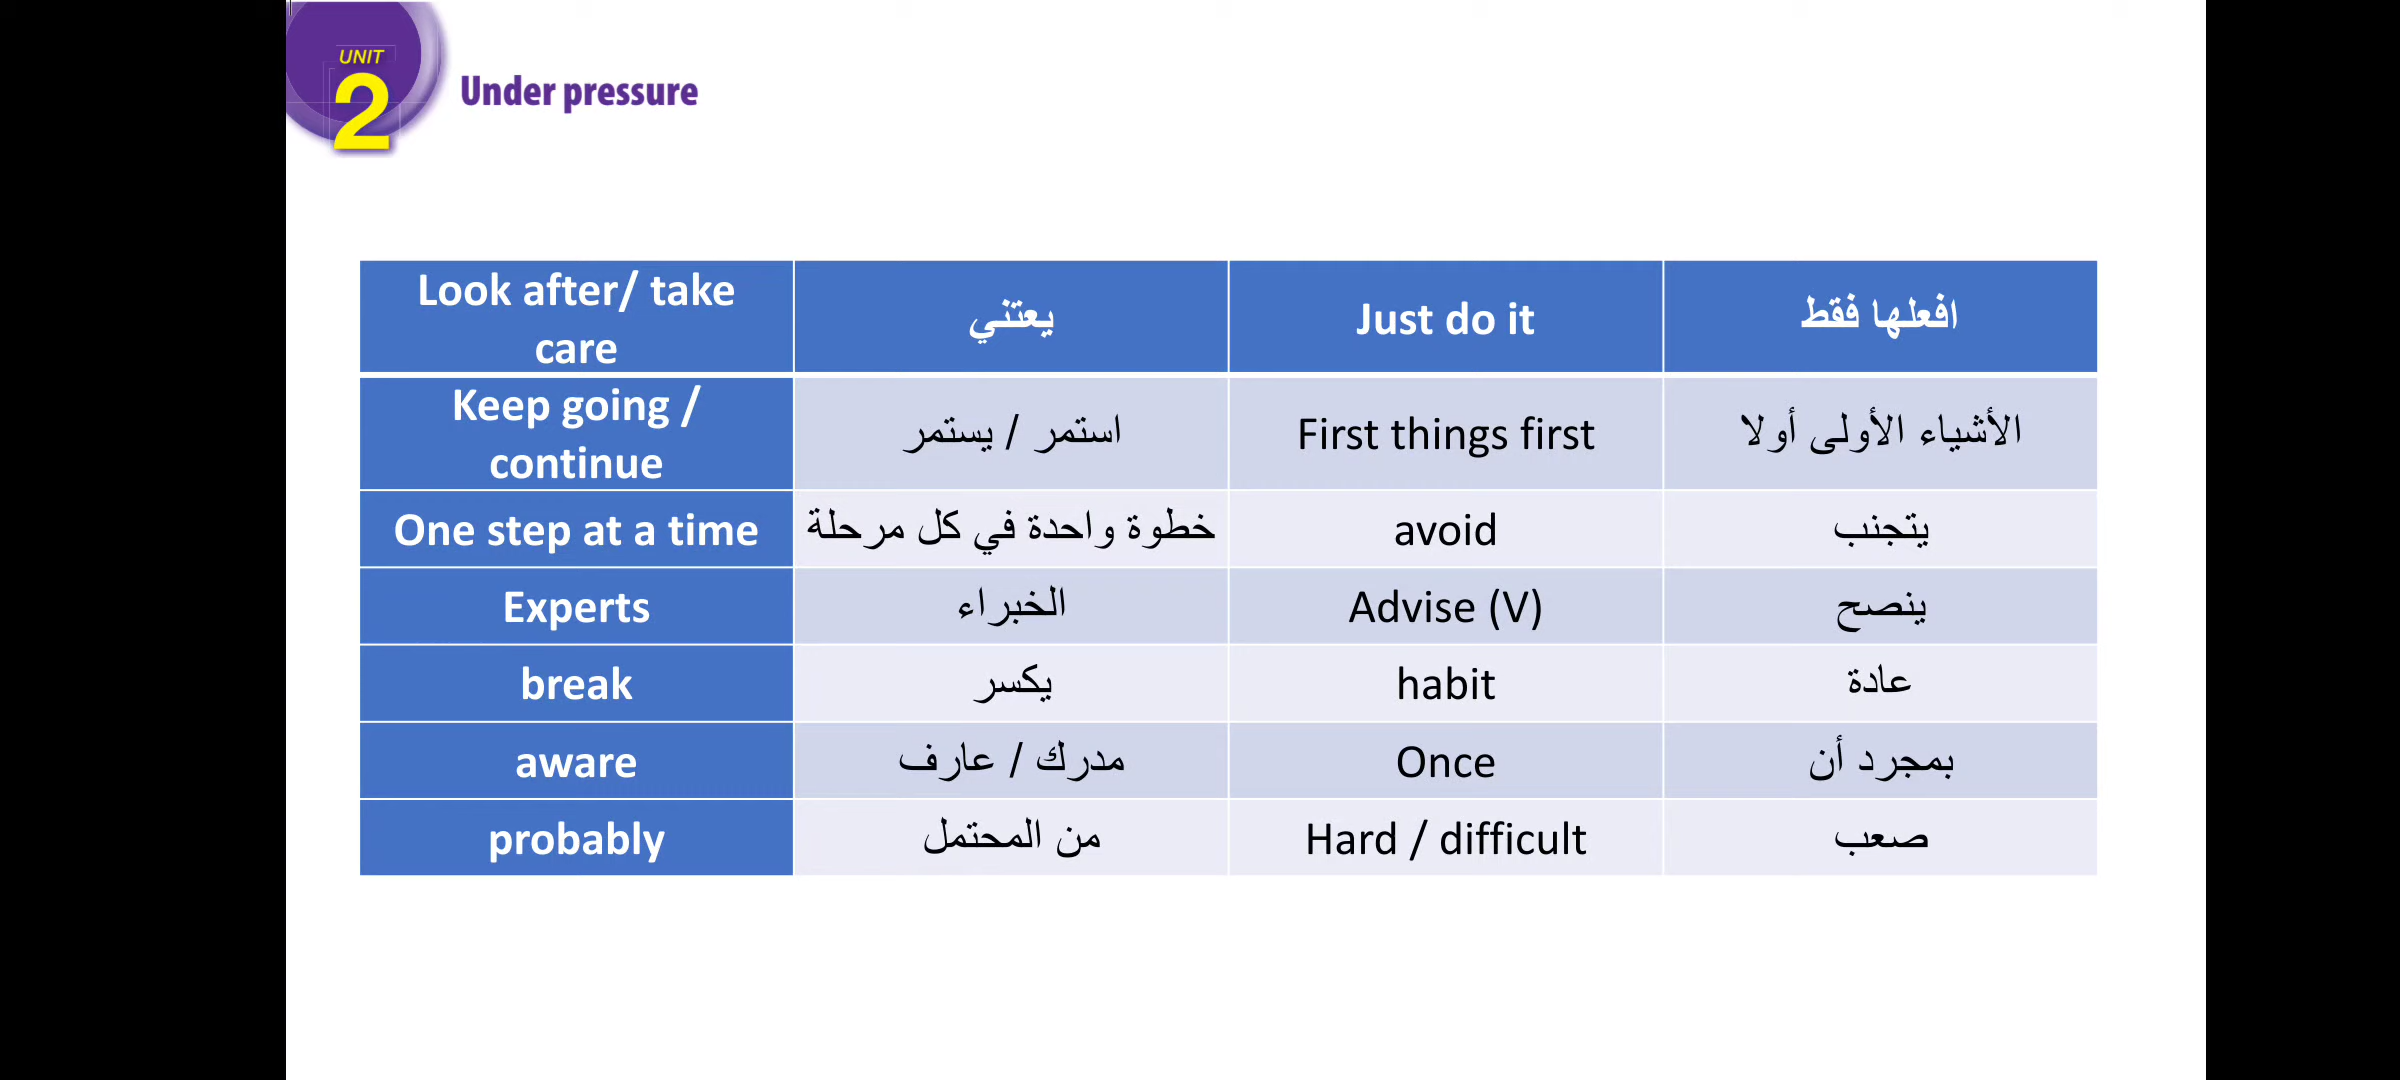 UNIT
2
Under pressure
Look after/ take
care
يعتني
Just do it
افعلها فقط
Keep going /
continue
استمر / يستمر
First things first
الأشياء الأولى أولا
One step at a time
خطوة واحدة في كل مرحلة
avoid
يتجنب
Experts
الخبراء
Advise (V)
ينصح
break
يكسر
habit
عادة
aware
مدرك / عارف
Once
بمجرد أن
probably
من المحتمل
Hard / difficult
صعب